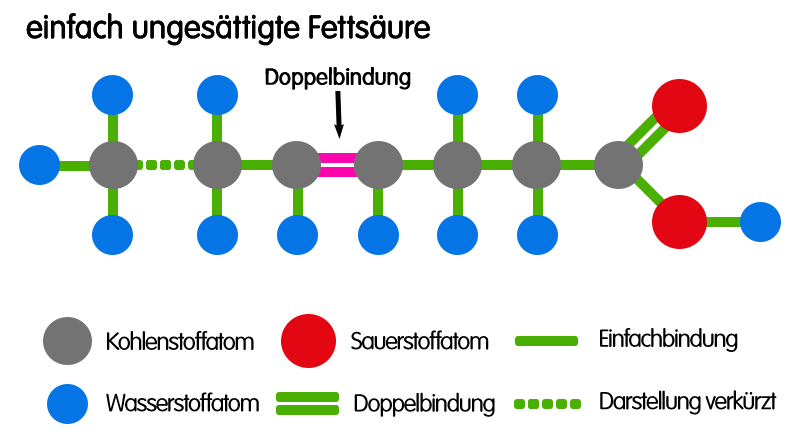 einfach ungesättigte Fettsäure
Doppelbindung
Kohlenstoffatom
Sauerstoffatom
Einfachbindung
Wasserstoffatom
Doppelbindung
Darstellung verkürzt